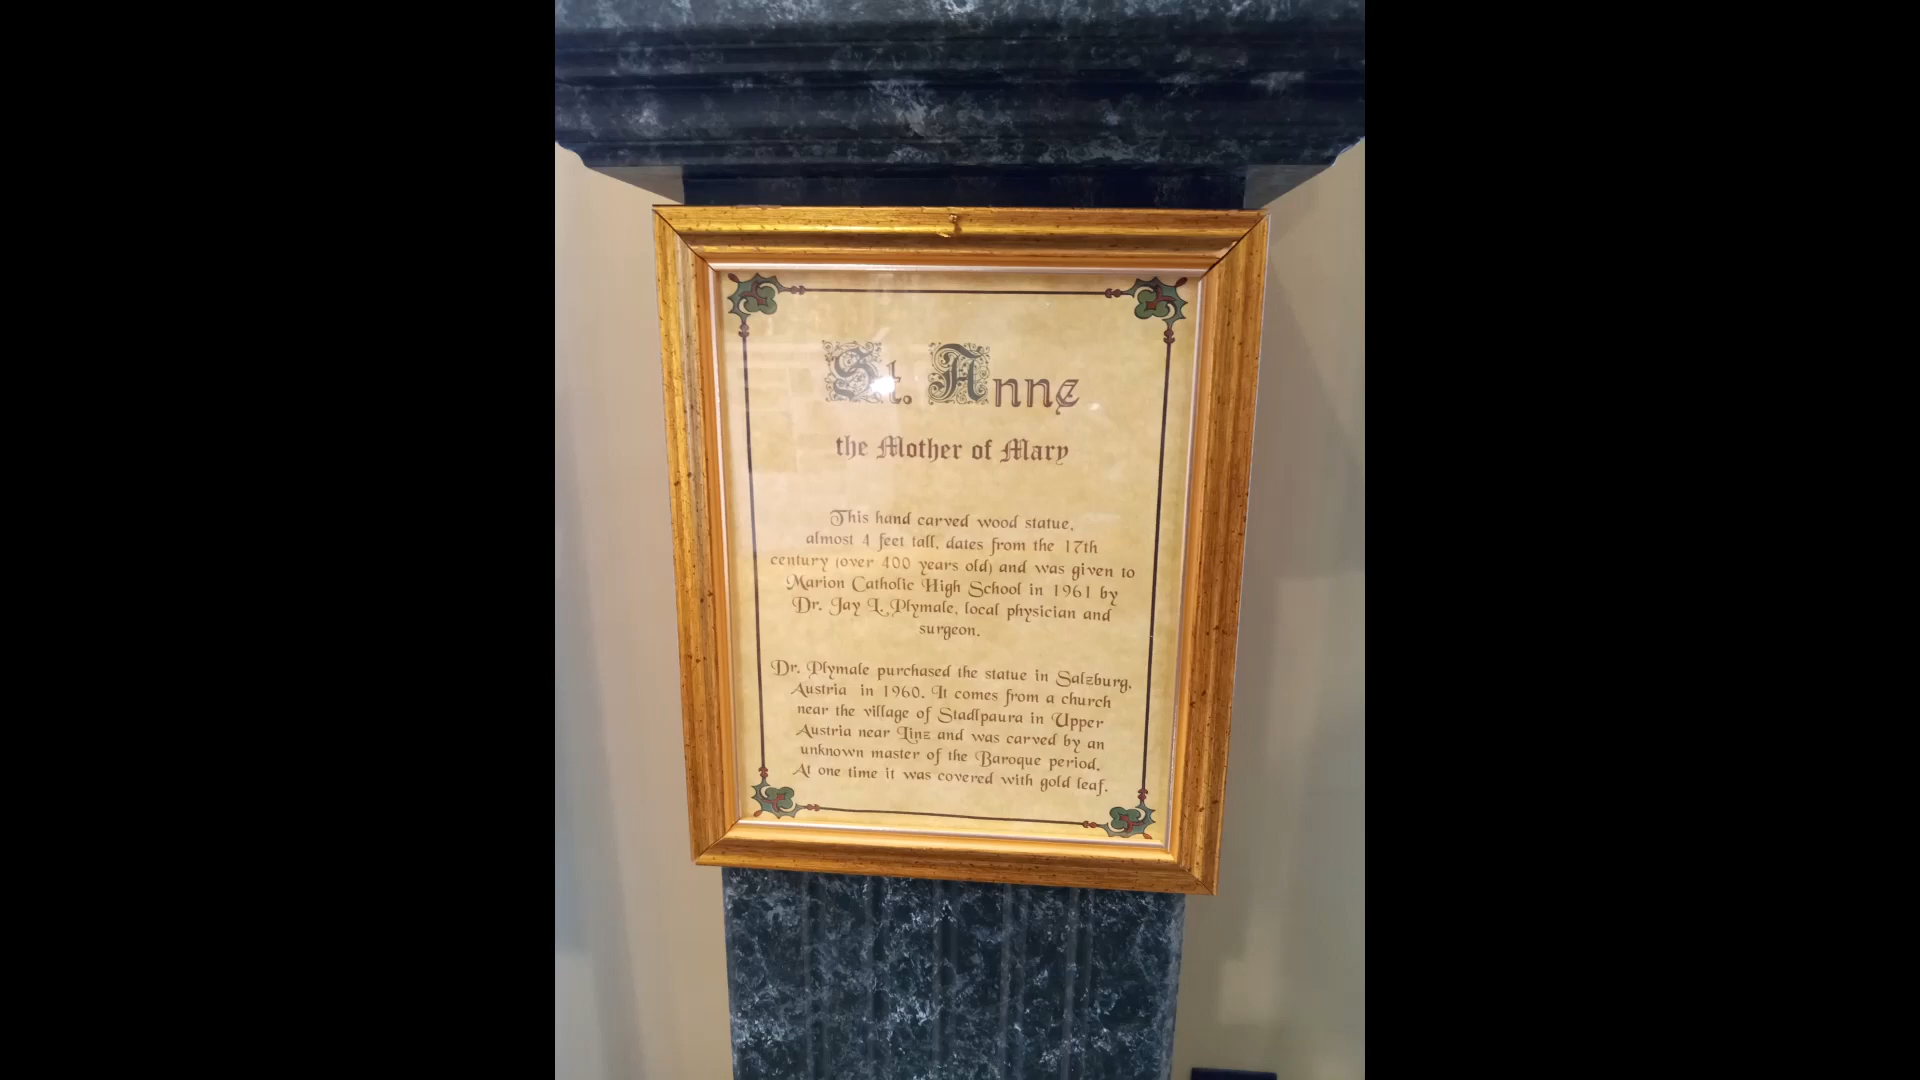 St. Anne
the Mother of Mary
This hand carved wood statue,
almost 4 feet tall, dates from the 17th
century (over 400 years old) and was given to
Marion Catholic High School in 1961 by
Dr. Jay L. Plymale, local physician and
surgeon.
Dr. Plymale purchased the statue in Salzburg,
Austria in 1960. It comes from a church
near the village of Stadlpaura in Upper
Austria near Linz and was carved by an
unknown master of the Baroque period.
At one time it was covered with gold leaf.